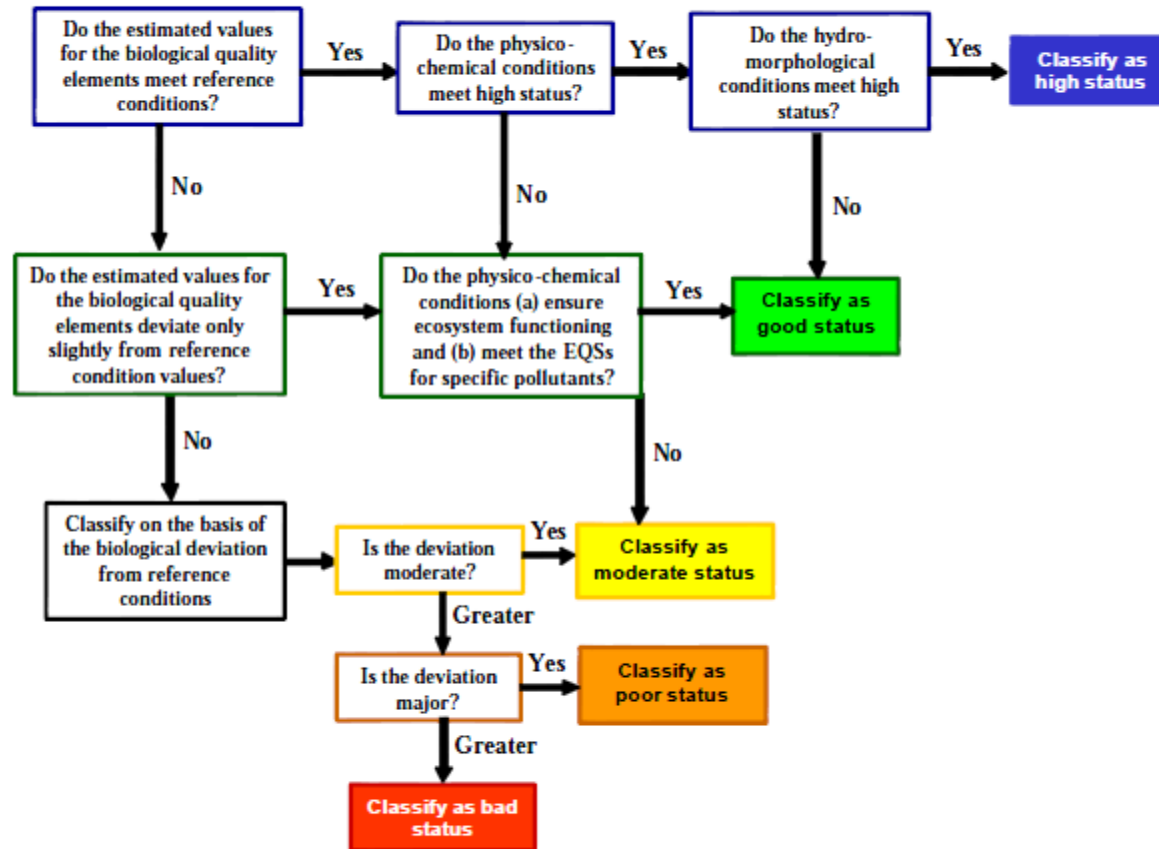 Do the estimated values
for the biological quality
elements meet reference
conditions?
Yes
Do the physico-
chemical conditions
meet high status?
Yes
Do the hydro-
morphological
conditions meet high
status?
Yes
Classify as
high status
No
No
No
Do the estimated values for
the biological quality
elements deviate only
slightly from reference
condition values?
Yes
Do the physico-chemical
conditions (a) ensure
ecosystem functioning
and (b) meet the EQSs
for specific pollutants?
Yes
Classify as
good status
No
No
Classify on the basis of
the biological deviation
from reference
conditions
Is the deviation
moderate?
Yes
Classify as
moderate status
Greater
Is the deviation
major?
Yes
Classify as
poor status
Greater
Classify as bad
status